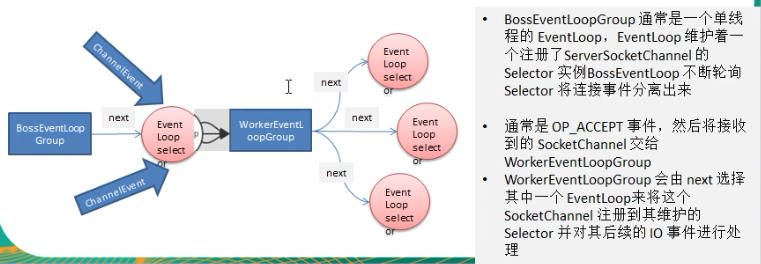 ChannelEvent
BossEventLoop
Group
next
Event
Loop
select
or
ChannelEvent
WorkerEventL
oopGroup
next
next
next
Event
Loop
select
or
Event
Loop
select
or
Event
Loop
select
or
• BossEventLoopGroup 通常是一个单线
程的 EventLoop，EventLoop 维护着一
个注册了ServerSocketChannel 的
Selector 实例BossEventLoop 不断轮询
Selector 将连接事件分离出来
• 通常是 OP_ACCEPT 事件，然后将接收
到的 SocketChannel 交给
WorkerEventLoopGroup
• WorkerEventLoopGroup 会由 next 选择
其中一个 EventLoop来将这个
SocketChannel 注册到其维护的
Selector 并对其后续的 IO 事件进行处
理